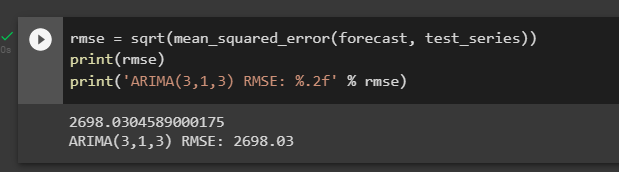 rmse = sqrt(mean_squared_error(forecast, test_series))
print(rmse)
print('ARIMA(3,1,3) RMSE: %.2f' % rmse)
0s
2698.0304589000175
ARIMA(3,1,3) RMSE: 2698.03